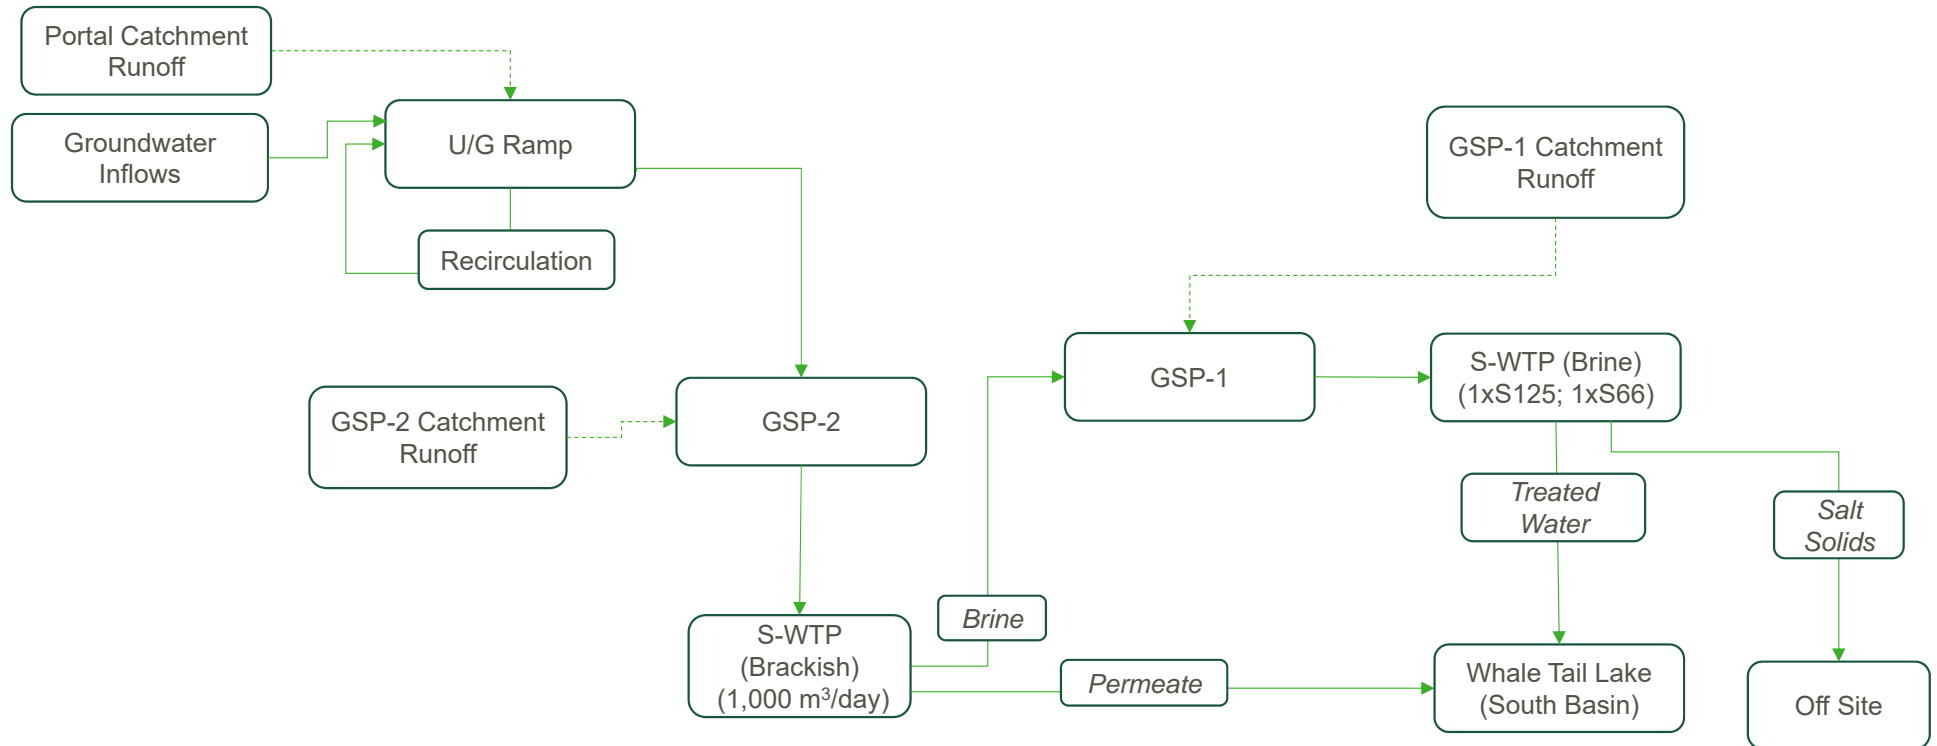 Portal Catchment
Runoff
Groundwater
Inflows
U/G Ramp
Recirculation
GSP-1 Catchment
Runoff
GSP-2 Catchment
Runoff
GSP-2
GSP-1
S-WTP (Brine)
(1xS125; 1xS66)
Treated
Water
Salt
Solids
S-WTP
(Brackish)
(1,000 m³/day)
Brine
Permeate
Whale Tail Lake
(South Basin)
Off Site